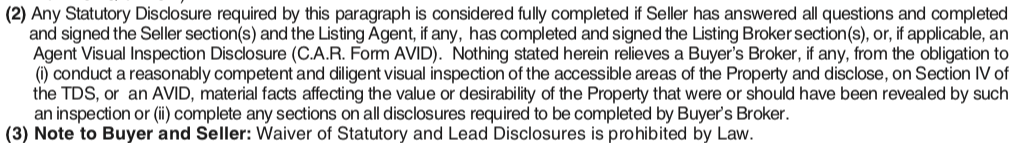 (2) Any Statutory Disclosure required by this paragraph is considered fully completed if Seller has answered all questions and completed
and signed the Seller section(s) and the Listing Agent, if any, has completed and signed the Listing Broker section(s), or, if applicable, an
Agent Visual Inspection Disclosure (C.A.R. Form AVID). Nothing stated herein relieves a Buyer's Broker, if any, from the obligation to
(i) conduct a reasonably competent and diligent visual inspection of the accessible areas of the Property and disclose, on Section IV of
the TDS, or an AVID, material facts affecting the value or desirability of the Property that were or should have been revealed by such
an inspection or (ii) complete any sections on all disclosures required to be completed by Buyer's Broker.
(3) Note to Buyer and Seller: Waiver of Statutory and Lead Disclosures is prohibited by Law.